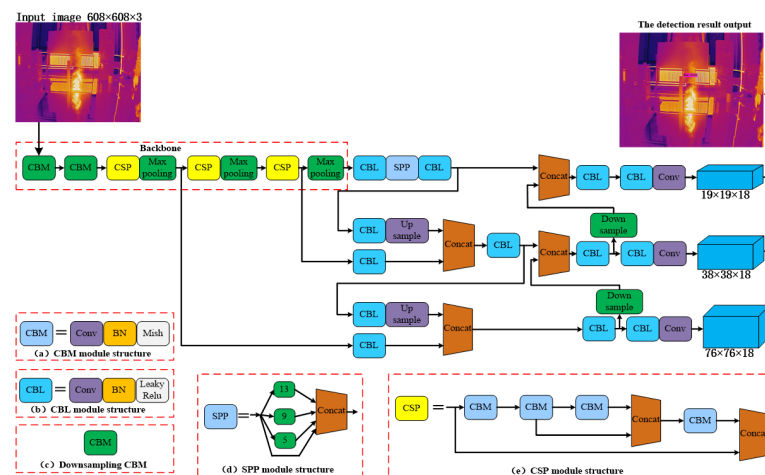 Input image 608×608×3
The detection result output
Backbone
CBM
CBM
CSP
Max
pooling
CSP
Max
pooling
CSP
Max
pooling
CBL
SPP
CBL
Concat
CBL
CBL
Conv
19×19×18
Down
sample
CBL
Up
sample
Concat
CBL
CBL
Concat
CBL
CBL
Conv
38×38×18
Down
sample
CBL
Up
sample
CBL
Concat
CBL
CBL
Conv
76×76×18
CBM = Conv BN Mish
(a) CBM module structure
CBL = Conv BN Leaky
Relu
(b) CBL module structure
CBM
(c) Downsampling CBM
SPP =
13
9
5
Concat
(d) SPP module structure
CSP =
CBM
CBM
CBM
Concat
CBM
Concat
(e) CSP module structure